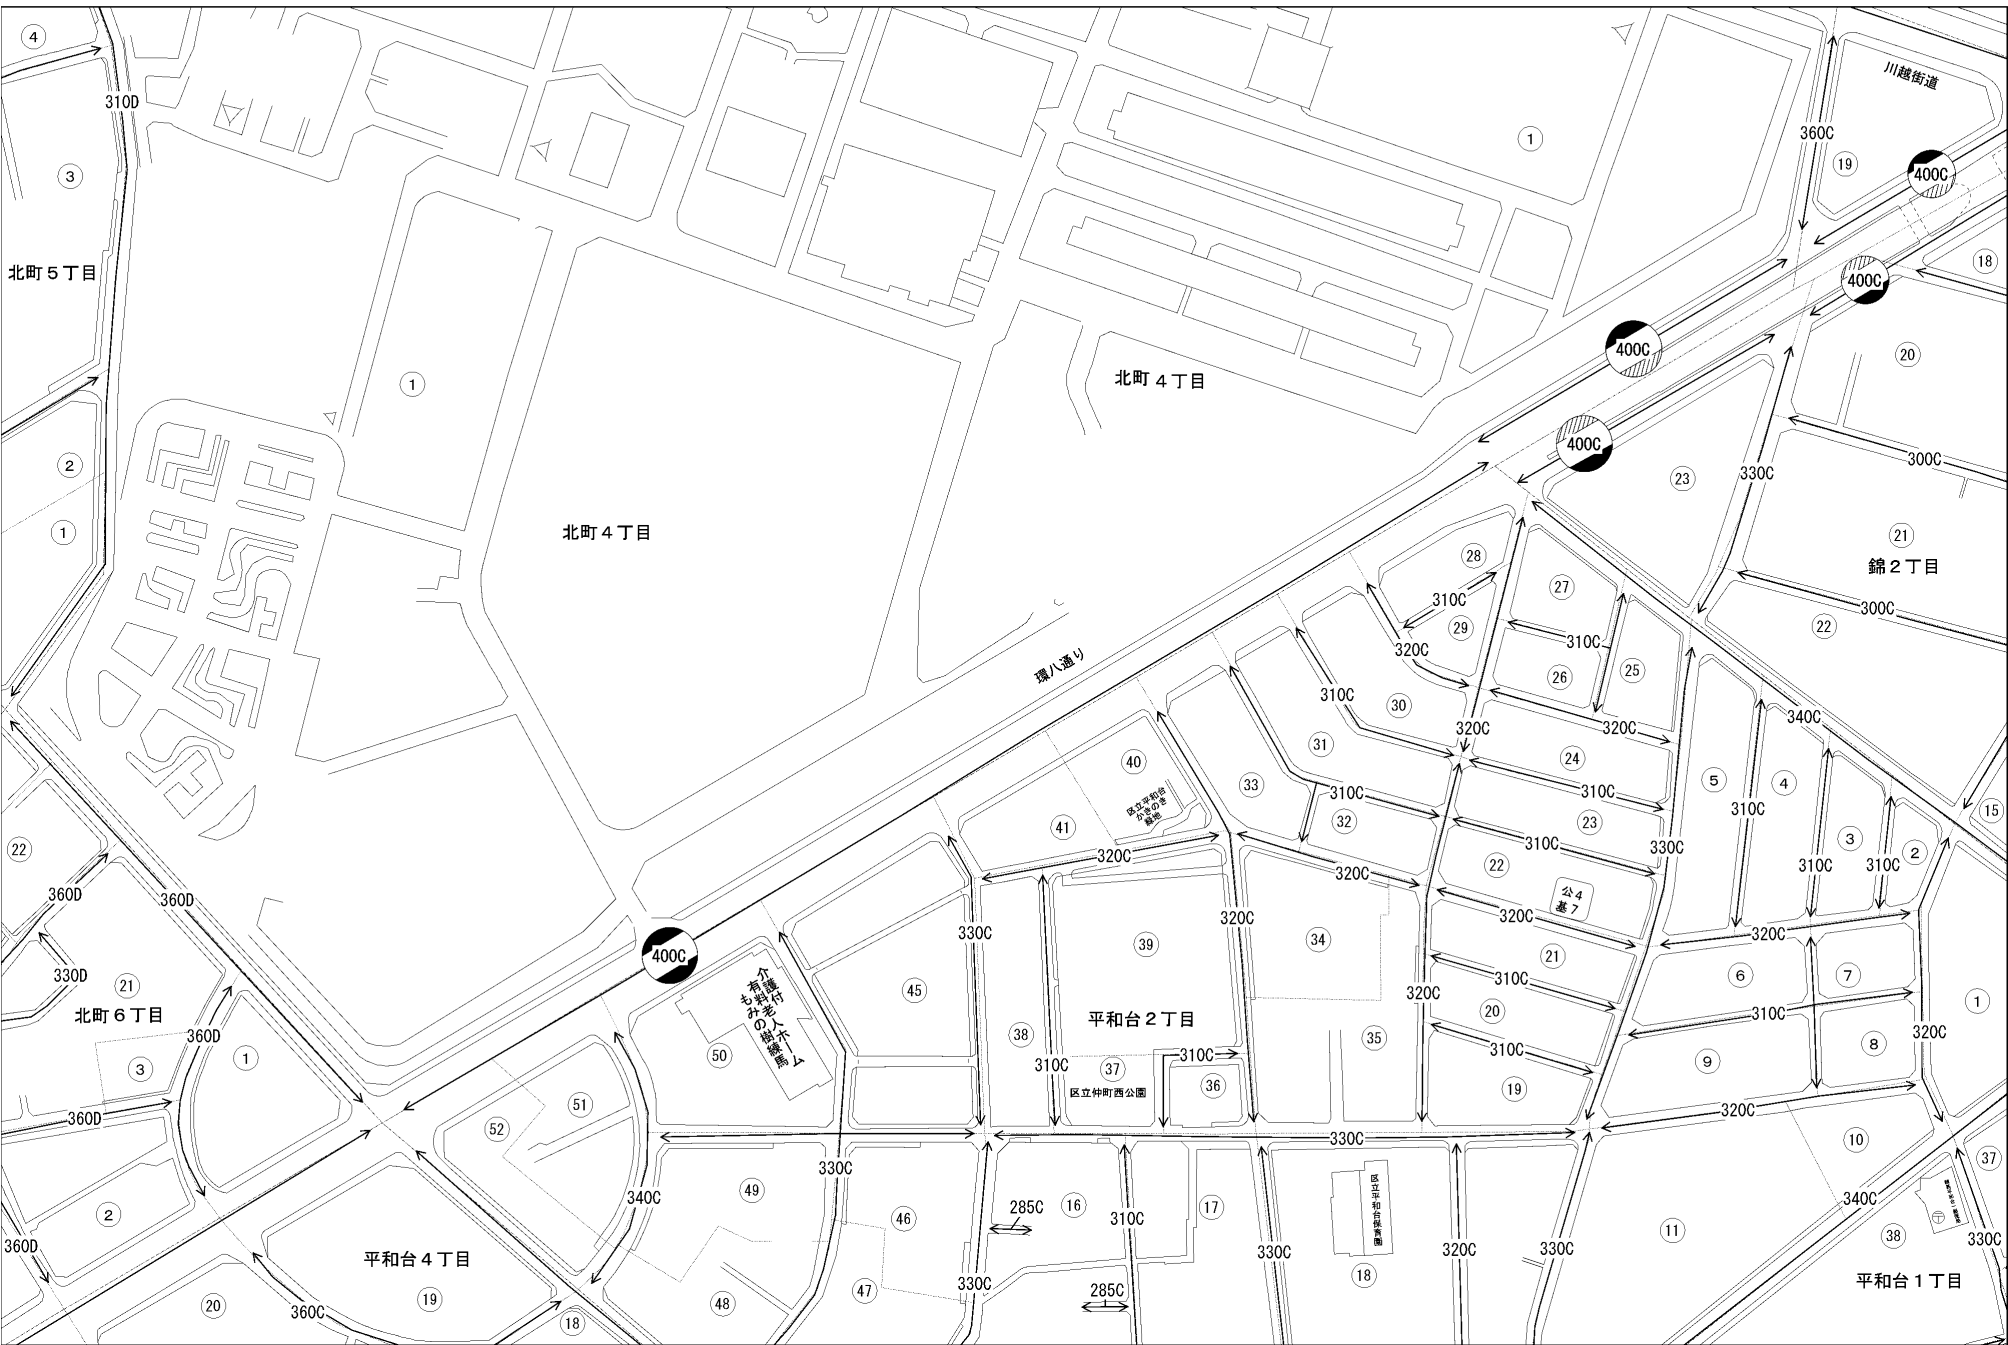 ④
310D
③
北町５丁目
②
①
①
①
川越街道
360C
⑲
400C
400C
⑱
400C
400C
⑳
北町４丁目
北町４丁目
㉓
330C
300C
㉑
錦２丁目
300C
㉒
340C
⑮
環八通り
㉘
310C
㉙
320C
㉗
310C
㉖
㉕
320C
320C
310C
㉚
㉛
㉝
310C
㉜
320C
㉔
310C
㉓
310C
㉒
公４
基７
320C
㉑
310C
⑳
310C
⑲
330C
⑤
310C
④
310C
③
310C
②
320C
⑥
⑦
310C
①
320C
⑨
⑧
320C
⑩
㊵
区立平和台
かきのき
緑地
㊶
320C
320C
㊴
㉞
320C
㉟
平和台２丁目
310C
㊲
区立仲町西公園
㊱
310C
㊳
330C
㊺
400C
介護付
有料老人ホーム
もみの樹練馬
㊿
51
52
330C
330C
340C
㊾
㊻
㊼
㊽
330C
285C
⑯
310C
285C
⑰
330C
区立平和台保育園
⑱
320C
330C
⑪
340C
㊲
㊳
330C
平和台１丁目
㉒
360D
360D
330D
㉑
北町６丁目
360D
③
①
360D
②
360D
平和台４丁目
⑲
⑳
360C
⑱